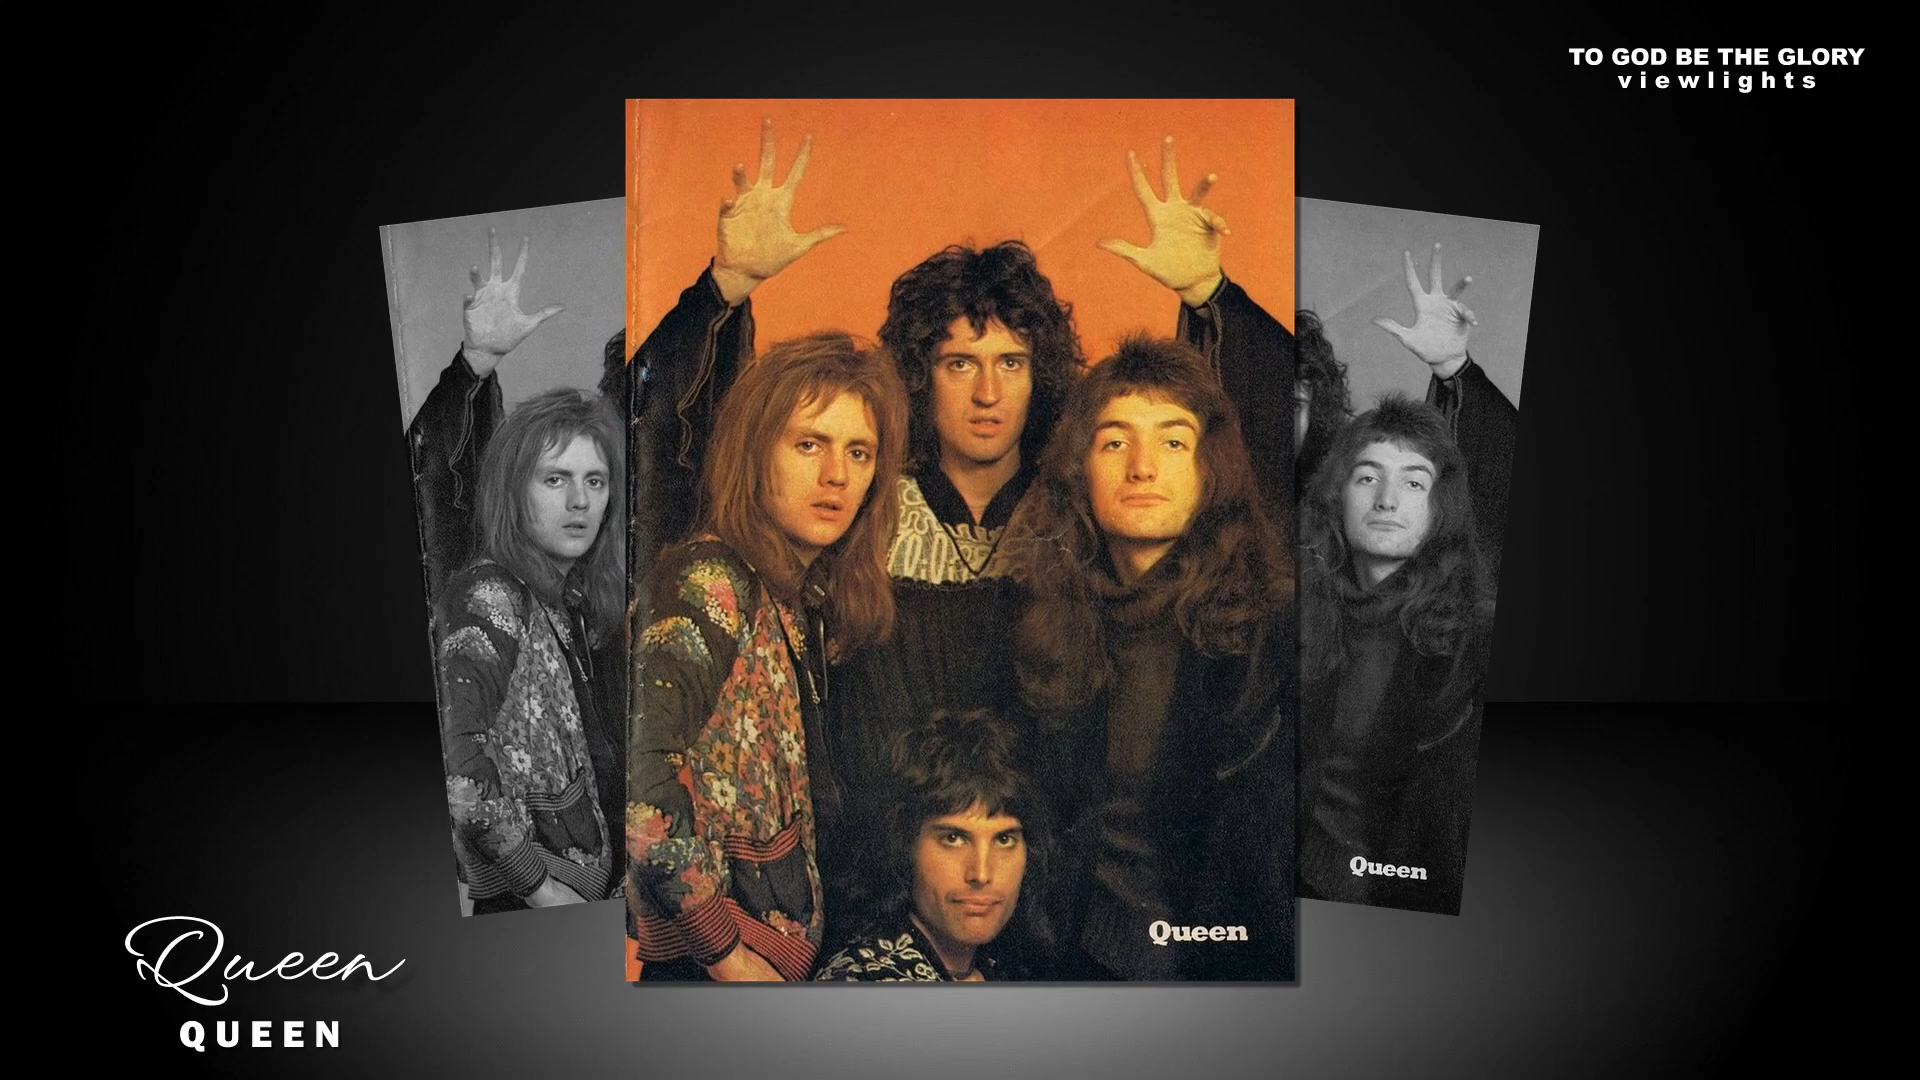 TO GOD BE THE GLORY
viewlights
Queen
Queen
Queen
QUEEN